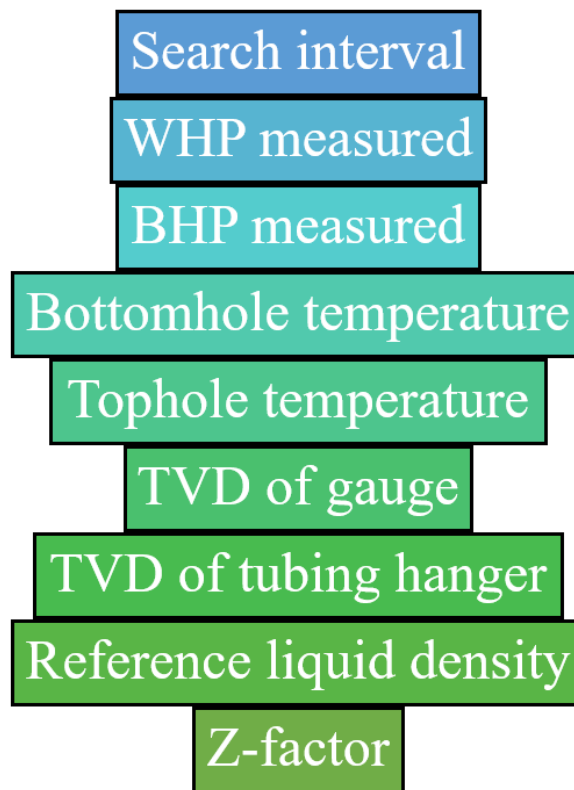 Search interval
WHP measured
BHP measured
Bottomhole temperature
Tophole temperature
TVD of gauge
TVD of tubing hanger
Reference liquid density
Z-factor